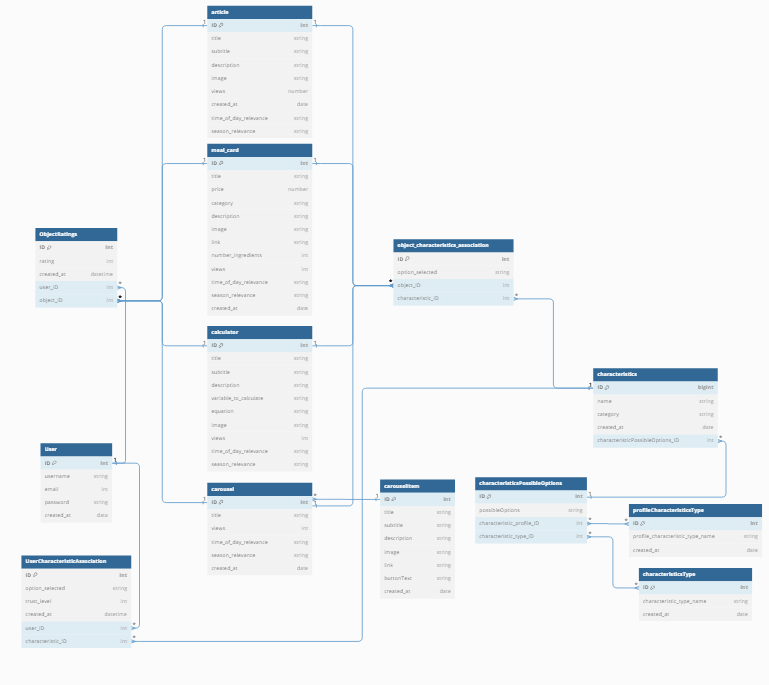 article
ID int
title string
subtitle string
description string
image string
views number
created_at date
time_of_day_relevance string
season_relevance string
meal_card
ID int
title string
price number
category string
description string
image string
link string
number_ingredients int
views int
time_of_day_relevance string
season_relevance string
created_at date
ObjectRatings
ID int
rating int
created_at datetime
user_ID int
object_ID int
object_characteristics_association
ID int
option_selected string
object_ID int
characteristic_ID int
calculator
ID int
title string
subtitle string
description string
variable_to_calculate string
equation string
image string
views int
time_of_day_relevance string
season_relevance string
characteristics
ID bigint
name string
category string
created_at date
characteristicPossibleOptions_ID int
User
ID int
username string
email int
password string
created_at date
carousel
ID int
title string
views int
time_of_day_relevance string
season_relevance string
created_at date
carouselItem
ID int
title string
subtitle string
description string
image string
link string
buttonText string
created_at date
characteristicsPossibleOptions
ID int
possibleOptions string
characteristic_profile_ID int
characteristic_type_ID int
profileCharacteristicsType
ID int
profile_characteristic_type_name string
created_at date
characteristicsType
ID int
characteristic_type_name string
created_at date
UserCharacteristicAssociation
ID int
option_selected string
trust_level int
created_at datetime
user_ID int
characteristic_ID int